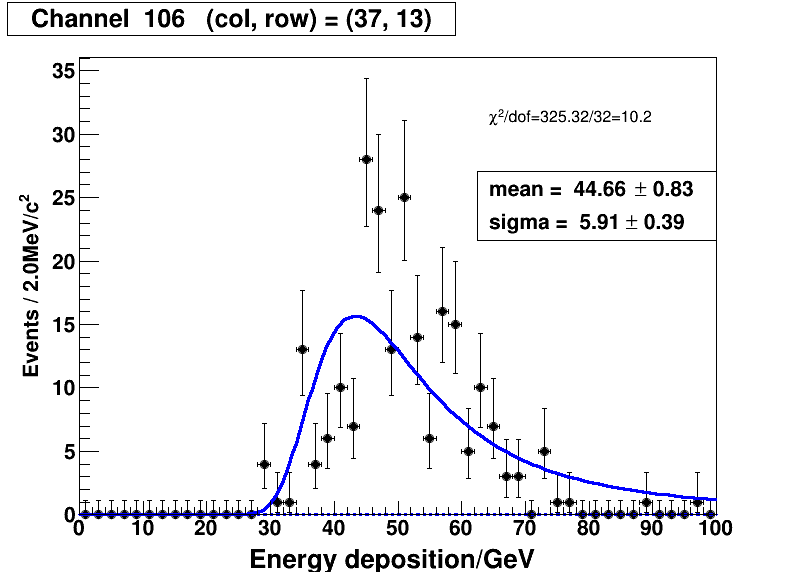 Channel 106 (col, row) = (37, 13)
χ²/dof=325.32/32=10.2
mean = 44.66 ± 0.83
sigma = 5.91 ± 0.39
Events / 2.0MeV/c²
35
30
25
20
15
10
5
0
0 10 20 30 40 50 60 70 80 90 100
Energy deposition/GeV